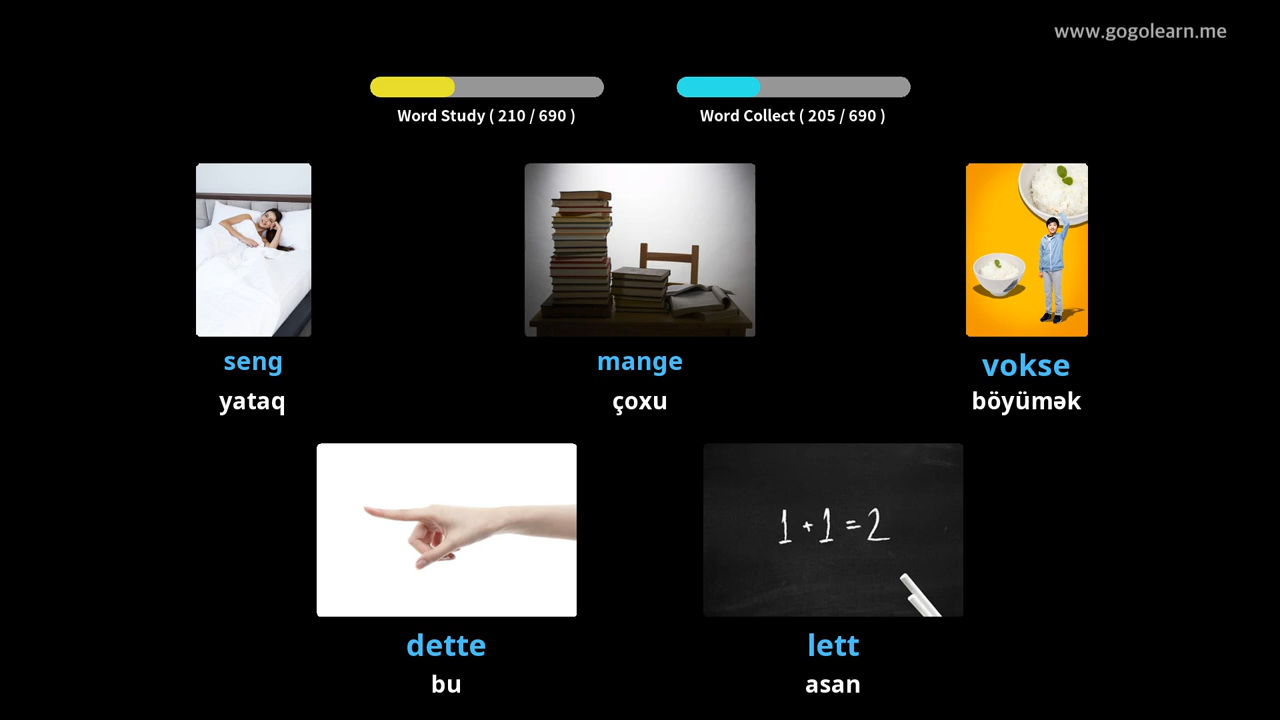 www.gogolearn.me
Word Study ( 210 / 690 )
Word Collect ( 205 / 690 )
seng
yataq
mange
çoxu
vokse
böyümək
1 + 1 = 2
dette
bu
lett
asan